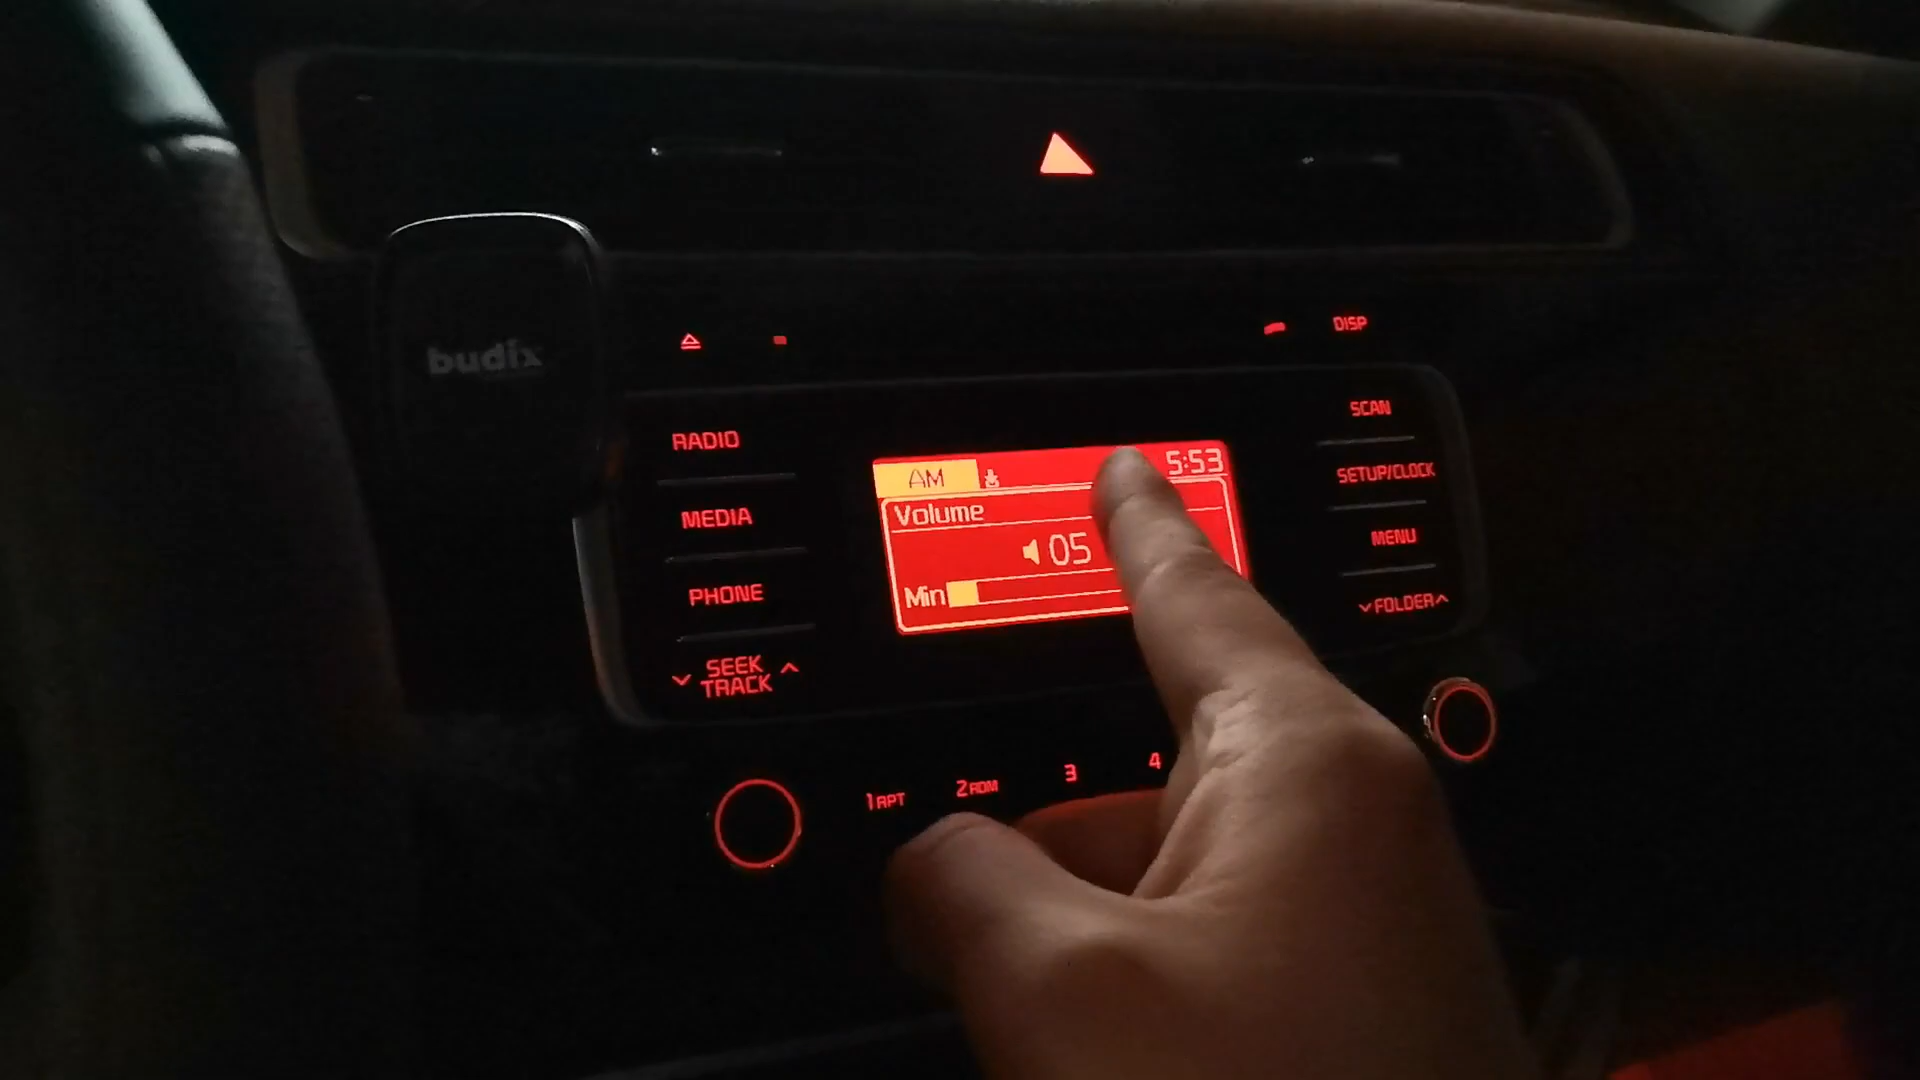 budix
DISP
RADIO
MEDIA
PHONE
SEEK
TRACK
AM
5:53
Volume
05
Min
SCAN
SETUP/CLOCK
MENU
FOLDER
1 RPT
2 RDM
3
4